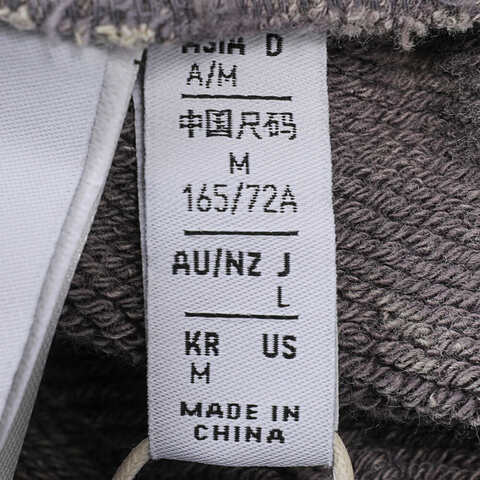 ASIA D
A/M
中国尺码
M
165/72A
AU/NZ J
L
KR US
M
MADE IN
CHINA